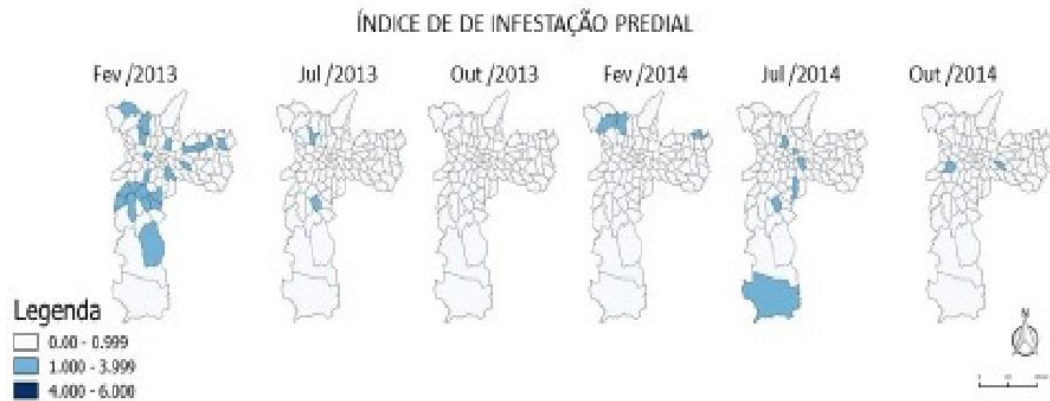 ÍNDICE DE DE INFESTAÇÃO PREDIAL
Fev /2013
Jul /2013
Out /2013
Fev /2014
Jul /2014
Out /2014
Legenda
0.00 - 0.999
1.000 - 3.999
4.000 - 6.000
N